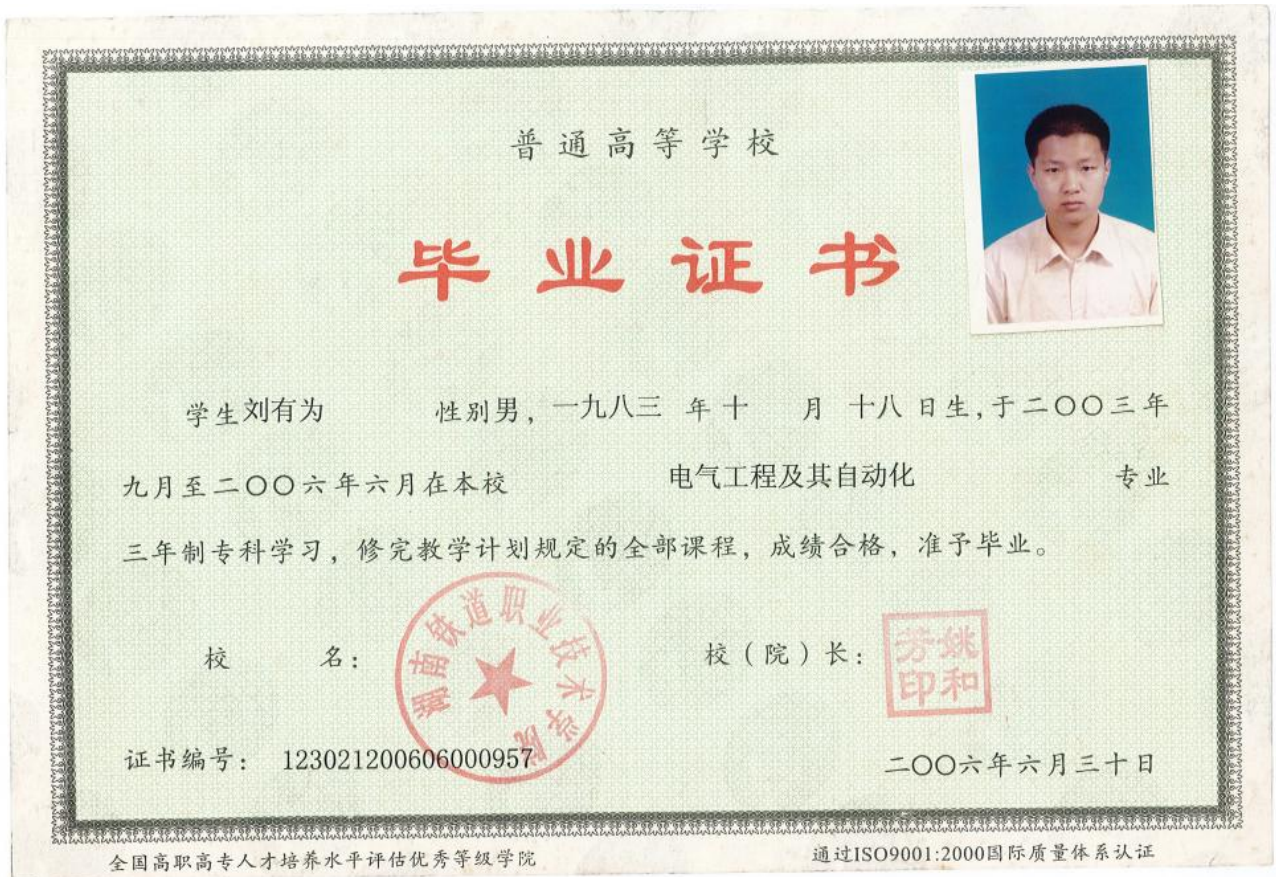 普通高等学校
毕业证书
学生刘有为 性别男，一九八三 年十 月 十八 日生，于二〇〇三年
九月至二〇〇六年六月在本校 电气工程及其自动化 专业
三年制专科学习，修完教学计划规定的全部课程，成绩合格，准予毕业。
湖南铁道职业技术学院
校 名：
校（院）长：
姚和芳印
证书编号： 123021200606000957
二〇〇六年六月三十日
全国高职高专人才培养水平评估优秀等级学院
通过ISO9001:2000国际质量体系认证